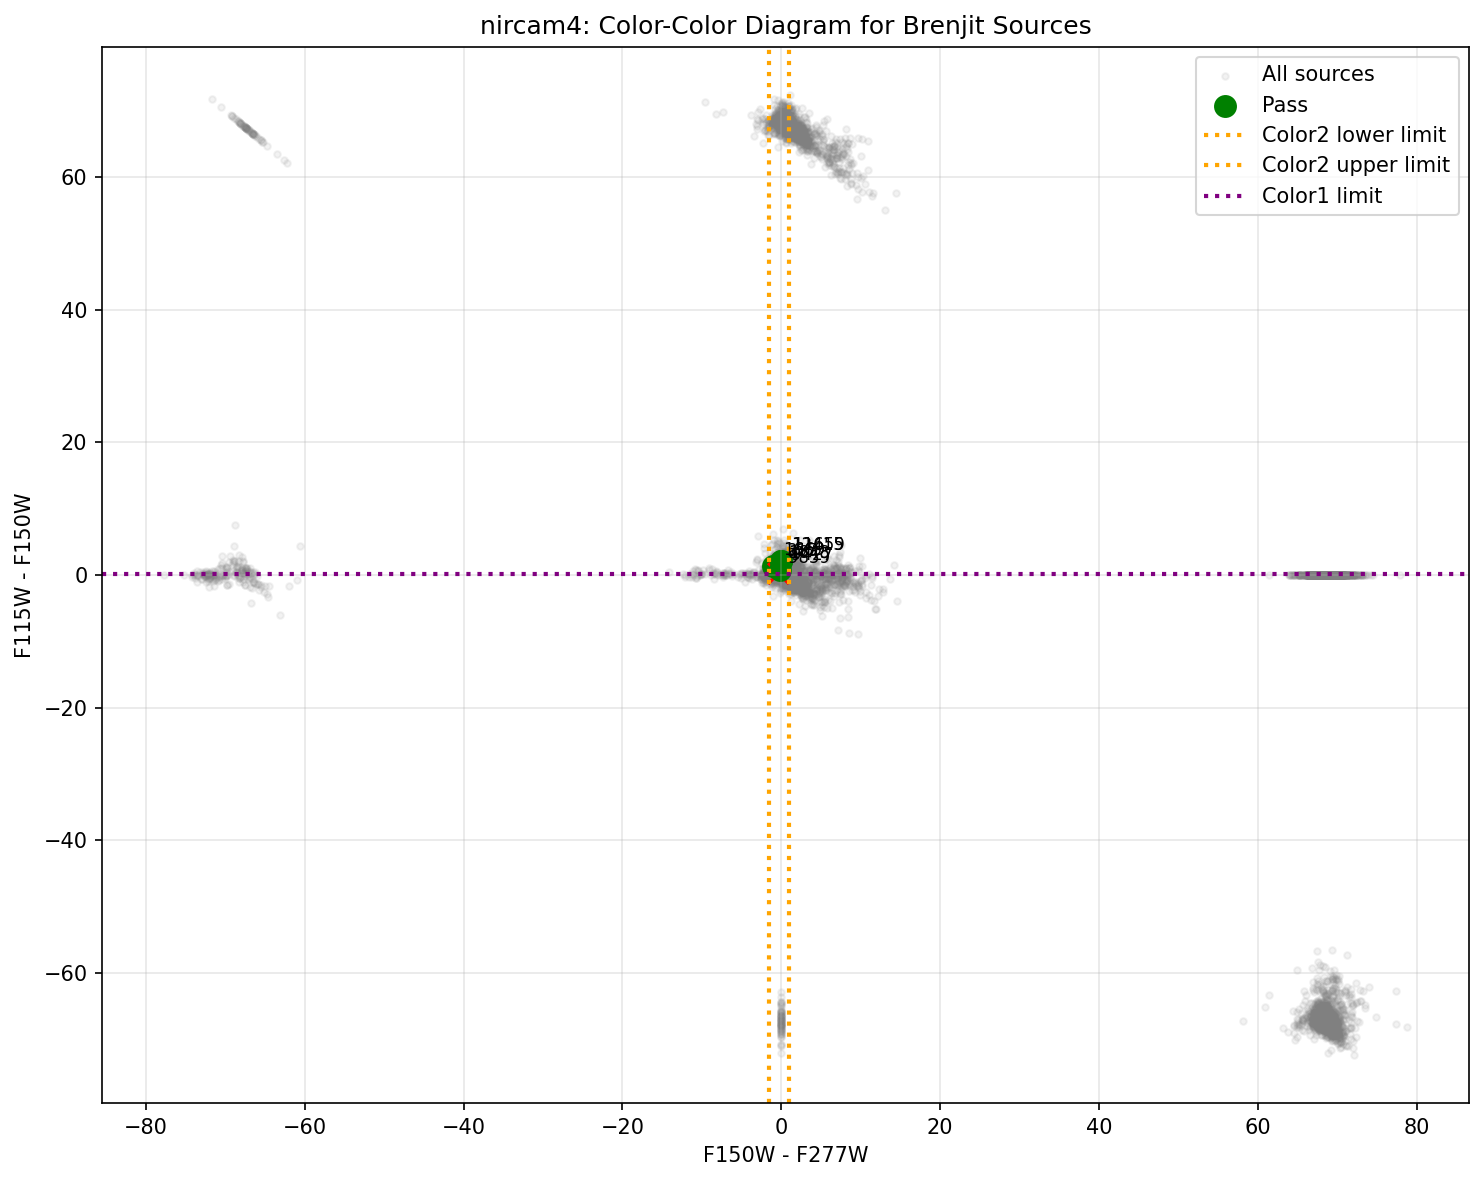 nircam4: Color-Color Diagram for Brenjit Sources
All sources
Pass
Color2 lower limit
Color2 upper limit
Color1 limit
F115W - F150W
60
40
20
0
−20
−40
−60
−80
−60
−40
−20
0
20
40
60
80
F150W - F277W